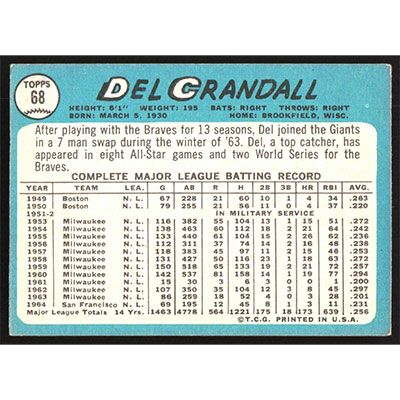 TOPPS
68
DEL CRANDALL
HEIGHT: 6'1" WEIGHT: 195 BATS: RIGHT THROWS: RIGHT
BORN: MARCH 5, 1930 HOME: BROOKFIELD, WISC.
After playing with the Braves for 13 seasons, Del joined the Giants
in a 7 man swap during the winter of '63. Del, a top catcher, has
appeared in eight All-Star games and two World Series for the
Braves.
COMPLETE MAJOR LEAGUE BATTING RECORD
YEAR TEAM LEA. G AB R H 2B 3B HR RBI AVG.
1949 Boston N.L. 67 228 21 60 10 1 4 34 .263
1950 Boston N.L. 79 255 21 56 11 0 4 37 .220
1951-2 IN MILITARY SERVICE
1953 Milwaukee N.L. 116 382 55 104 13 1 15 51 .272
1954 Milwaukee N.L. 138 463 60 112 18 2 21 64 .242
1955 Milwaukee N.L. 133 440 61 104 15 2 26 62 .236
1956 Milwaukee N.L. 112 311 37 74 14 2 16 48 .238
1957 Milwaukee N.L. 118 383 45 97 11 2 15 46 .253
1958 Milwaukee N.L. 131 427 50 116 23 1 18 63 .272
1959 Milwaukee N.L. 150 518 65 133 19 2 21 72 .257
1960 Milwaukee N.L. 142 537 81 158 14 1 19 77 .294
1961 Milwaukee N.L. 15 30 3 6 3 0 0 1 .200
1962 Milwaukee N.L. 107 350 35 104 12 3 8 45 .297
1963 Milwaukee N.L. 86 259 18 52 4 0 3 28 .201
1964 San Francisco N.L. 69 195 12 45 8 1 3 11 .231
Major League Totals 14 Yrs. 1463 4778 564 1221 175 18 173 639 .256
©T.C.G. PRINTED IN U.S.A.